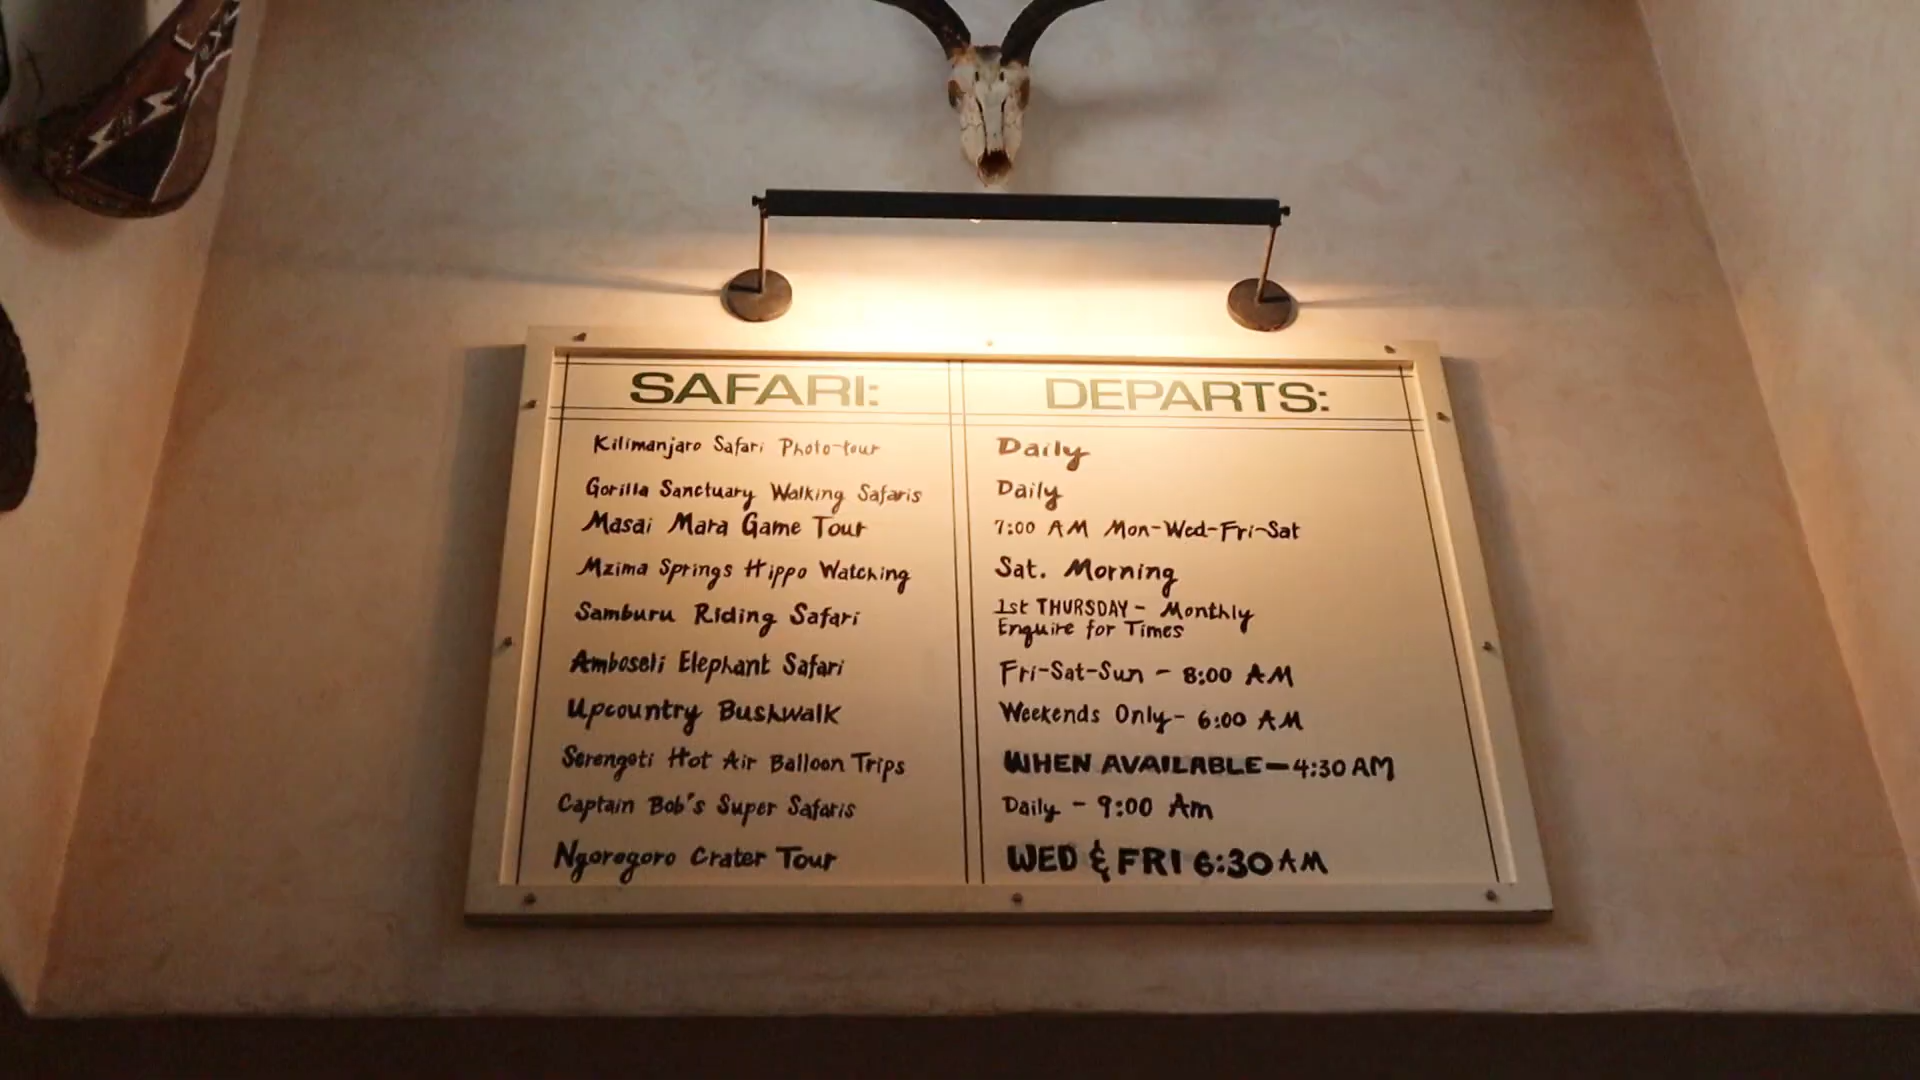 SAFARI: DEPARTS:
Kilimanjaro Safari Photo-tour Daily
Gorilla Sanctuary Walking Safaris Daily
Masai Mara Game Tour 7:00 AM Mon-Wed-Fri-Sat
Mzima Springs Hippo Watching Sat. Morning
Samburu Riding Safari 1st THURSDAY - Monthly
Enquire for Times
Amboseli Elephant Safari Fri-Sat-Sun - 8:00 AM
Upcountry Bushwalk Weekends Only - 6:00 AM
Serengeti Hot Air Balloon Trips WHEN AVAILABLE - 4:30 AM
Captain Bob's Super Safaris Daily - 9:00 Am
Ngorogoro Crater Tour WED & FRI 6:30 AM